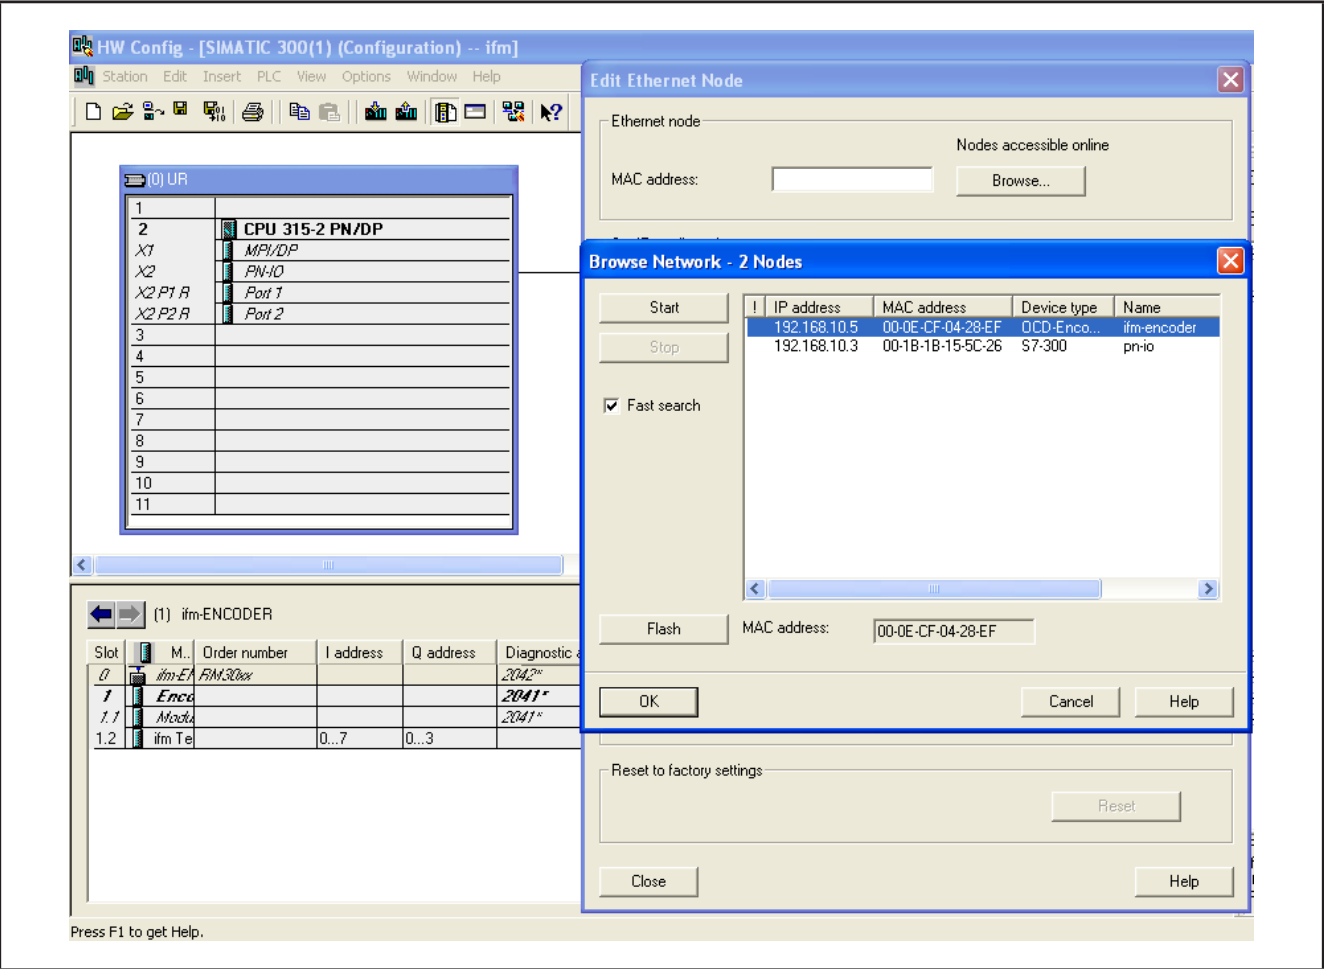 HW Config - [SIMATIC 300(1) (Configuration) -- ifm]
Station Edit Insert PLC View Options Window Help
(0) UR
1
2 CPU 315-2 PN/DP
X1 MPI/DP
X2 PN-IO
X2 P1 R Port 1
X2 P2 R Port 2
3
4
5
6
7
8
9
10
11
(1) ifm-ENCODER
Slot M... Order number I address Q address Diagnostic
0 ifm-EN RM30xx 2042*
1 Enco 2041*
1.1 Modu 2041*
1.2 ifm Te 0...7 0...3
Press F1 to get Help.
Edit Ethernet Node
Ethernet node
Nodes accessible online
MAC address:
Browse...
Browse Network - 2 Nodes
Start
Stop
Fast search
! IP address MAC address Device type Name
192.168.10.5 00-0E-CF-04-28-EF OCD-Enco... ifm-encoder
192.168.10.3 00-1B-1B-15-5C-26 S7-300 pn-io
Flash
MAC address: 00-0E-CF-04-28-EF
OK
Cancel
Help
Reset to factory settings
Reset
Close
Help